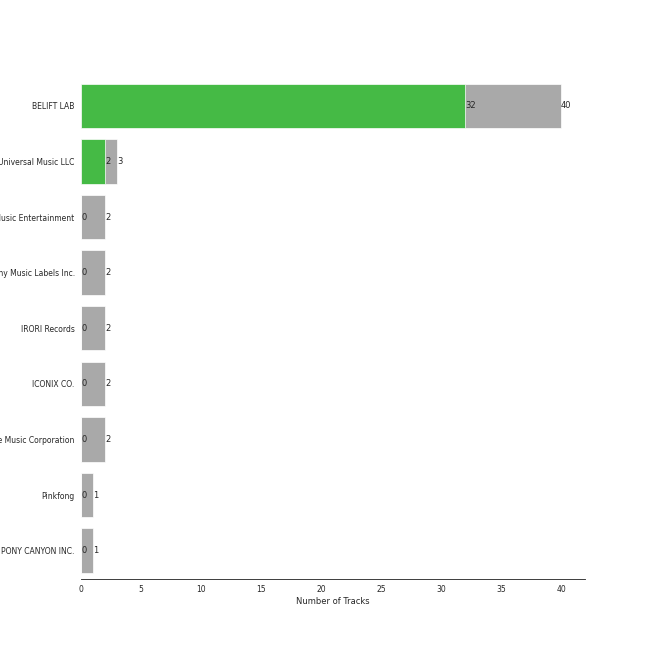 BELIFT LAB 32 40
Universal Music LLC 2 3
Music Entertainment 0 2
Music Labels Inc. 0 2
IRORI Records 0 2
ICONIX CO. 0 2
Music Corporation 0 2
Pinkfong 0 1
PONY CANYON INC. 0 1
0 5 10 15 20 25 30 35 40
Number of Tracks